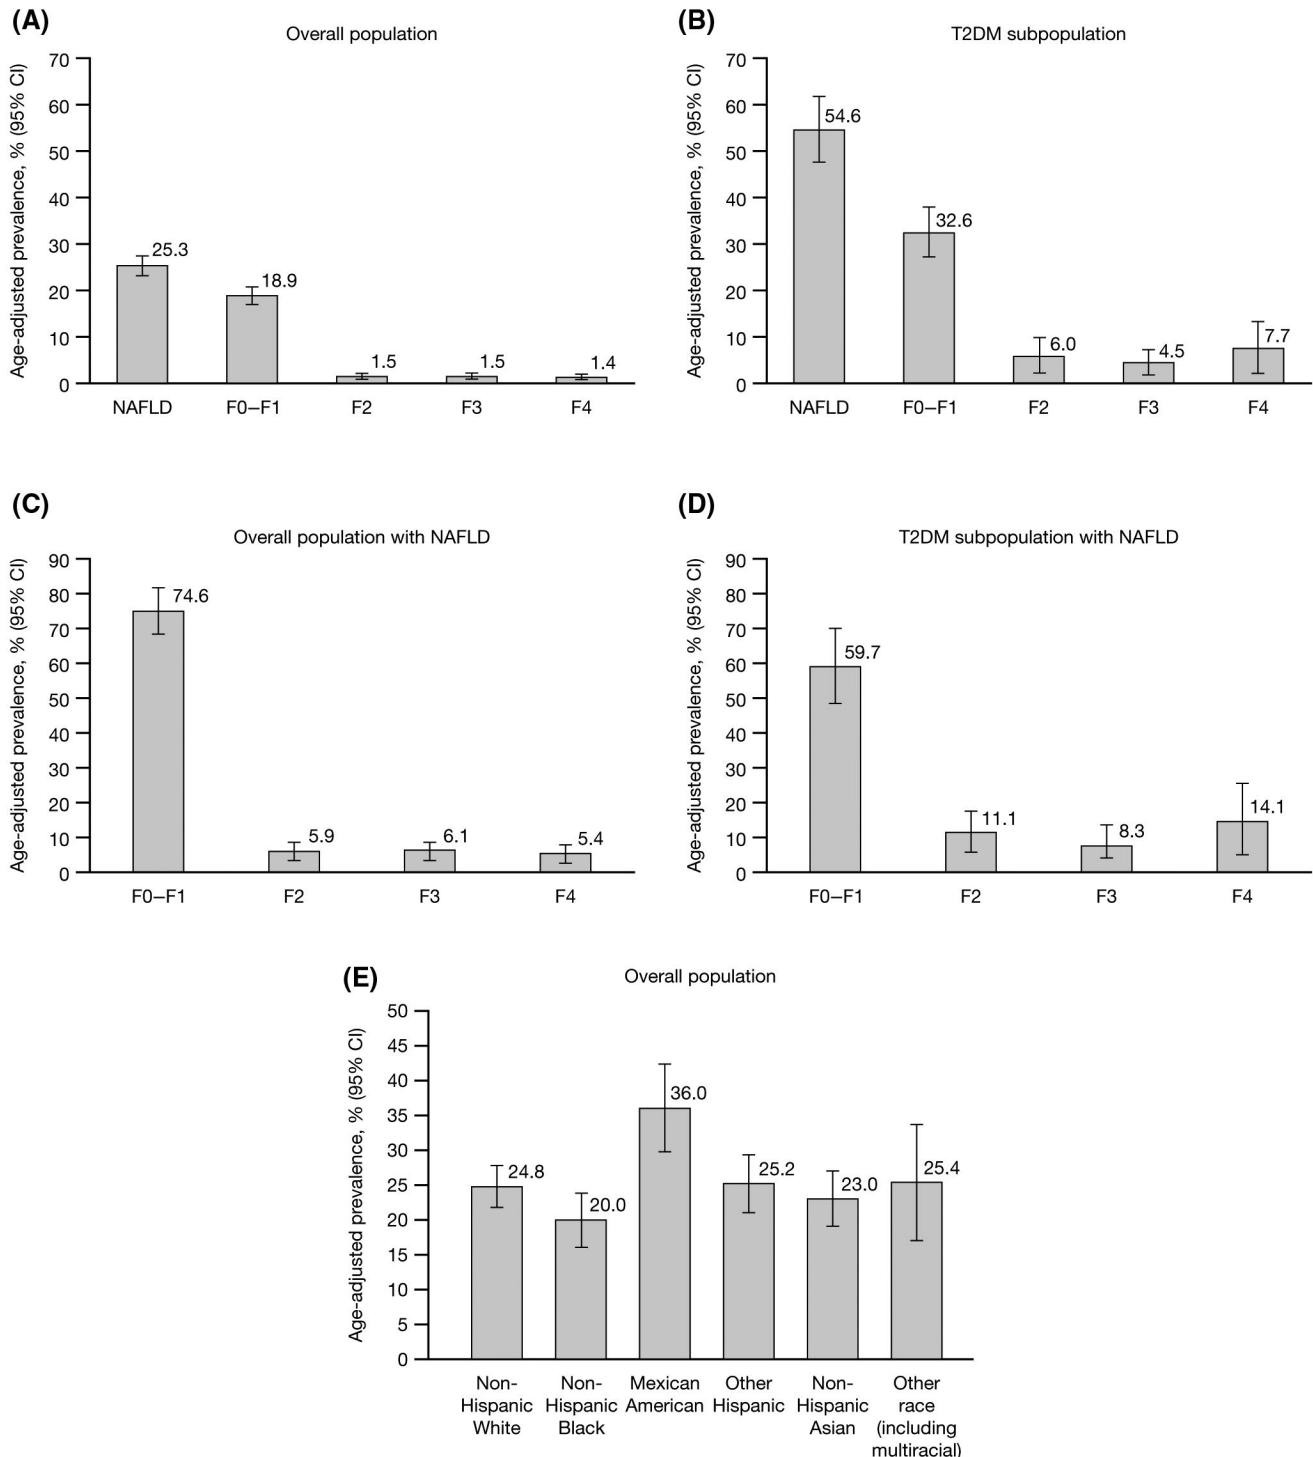 (A)
Overall population
Age-adjusted prevalence, % (95% CI)
70
60
50
40
30
20
10
0
25.3
18.9
1.5
1.5
1.4
NAFLD F0–F1 F2 F3 F4
(B)
T2DM subpopulation
Age-adjusted prevalence, % (95% CI)
70
60
50
40
30
20
10
0
54.6
32.6
6.0
4.5
7.7
NAFLD F0–F1 F2 F3 F4
(C)
Overall population with NAFLD
Age-adjusted prevalence, % (95% CI)
90
80
70
60
50
40
30
20
10
0
74.6
5.9
6.1
5.4
F0–F1 F2 F3 F4
(D)
T2DM subpopulation with NAFLD
Age-adjusted prevalence, % (95% CI)
90
80
70
60
50
40
30
20
10
0
59.7
11.1
8.3
14.1
F0–F1 F2 F3 F4
(E)
Overall population
Age-adjusted prevalence, % (95% CI)
50
45
40
35
30
25
20
15
10
5
0
24.8
20.0
36.0
25.2
23.0
25.4
Non-
Hispanic
White
Non-
Hispanic
Black
Mexican
American
Other
Hispanic
Non-
Hispanic
Asian
Other
race
(including
multiracial)